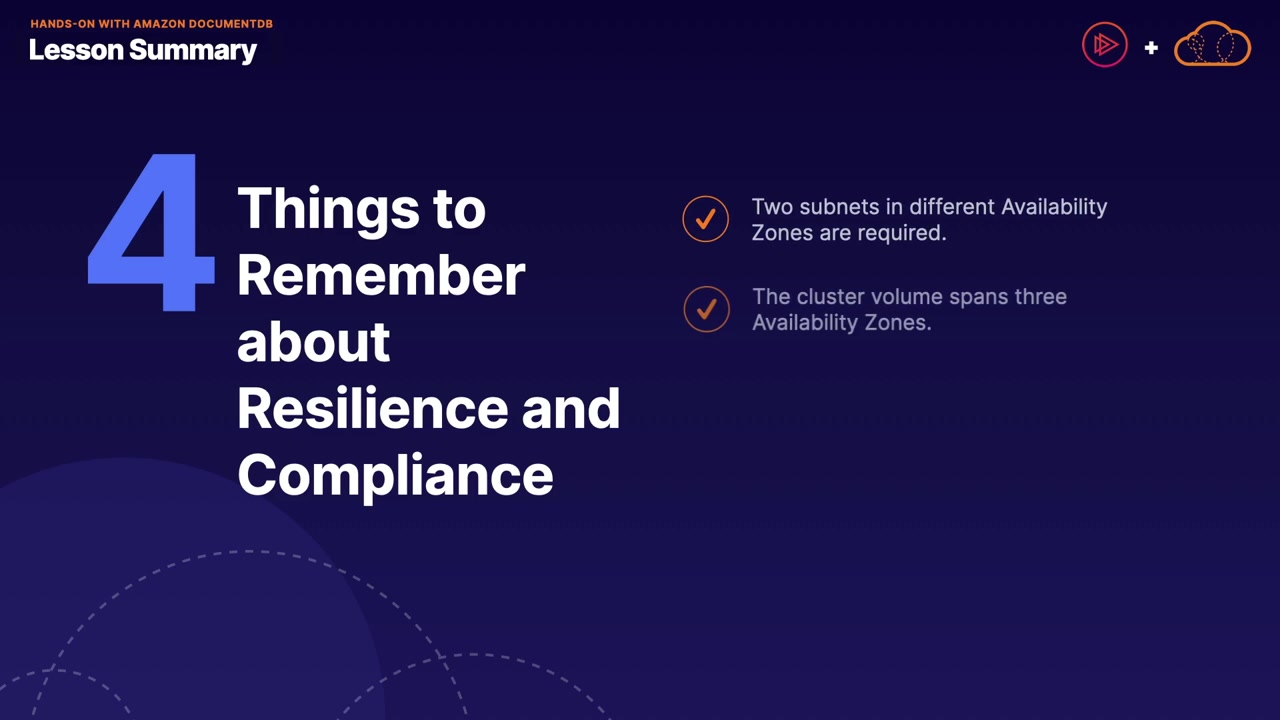 HANDS-ON WITH AMAZON DOCUMENTDB
Lesson Summary
4
Things to
Remember
about
Resilience and
Compliance
Two subnets in different Availability
Zones are required.
The cluster volume spans three
Availability Zones.